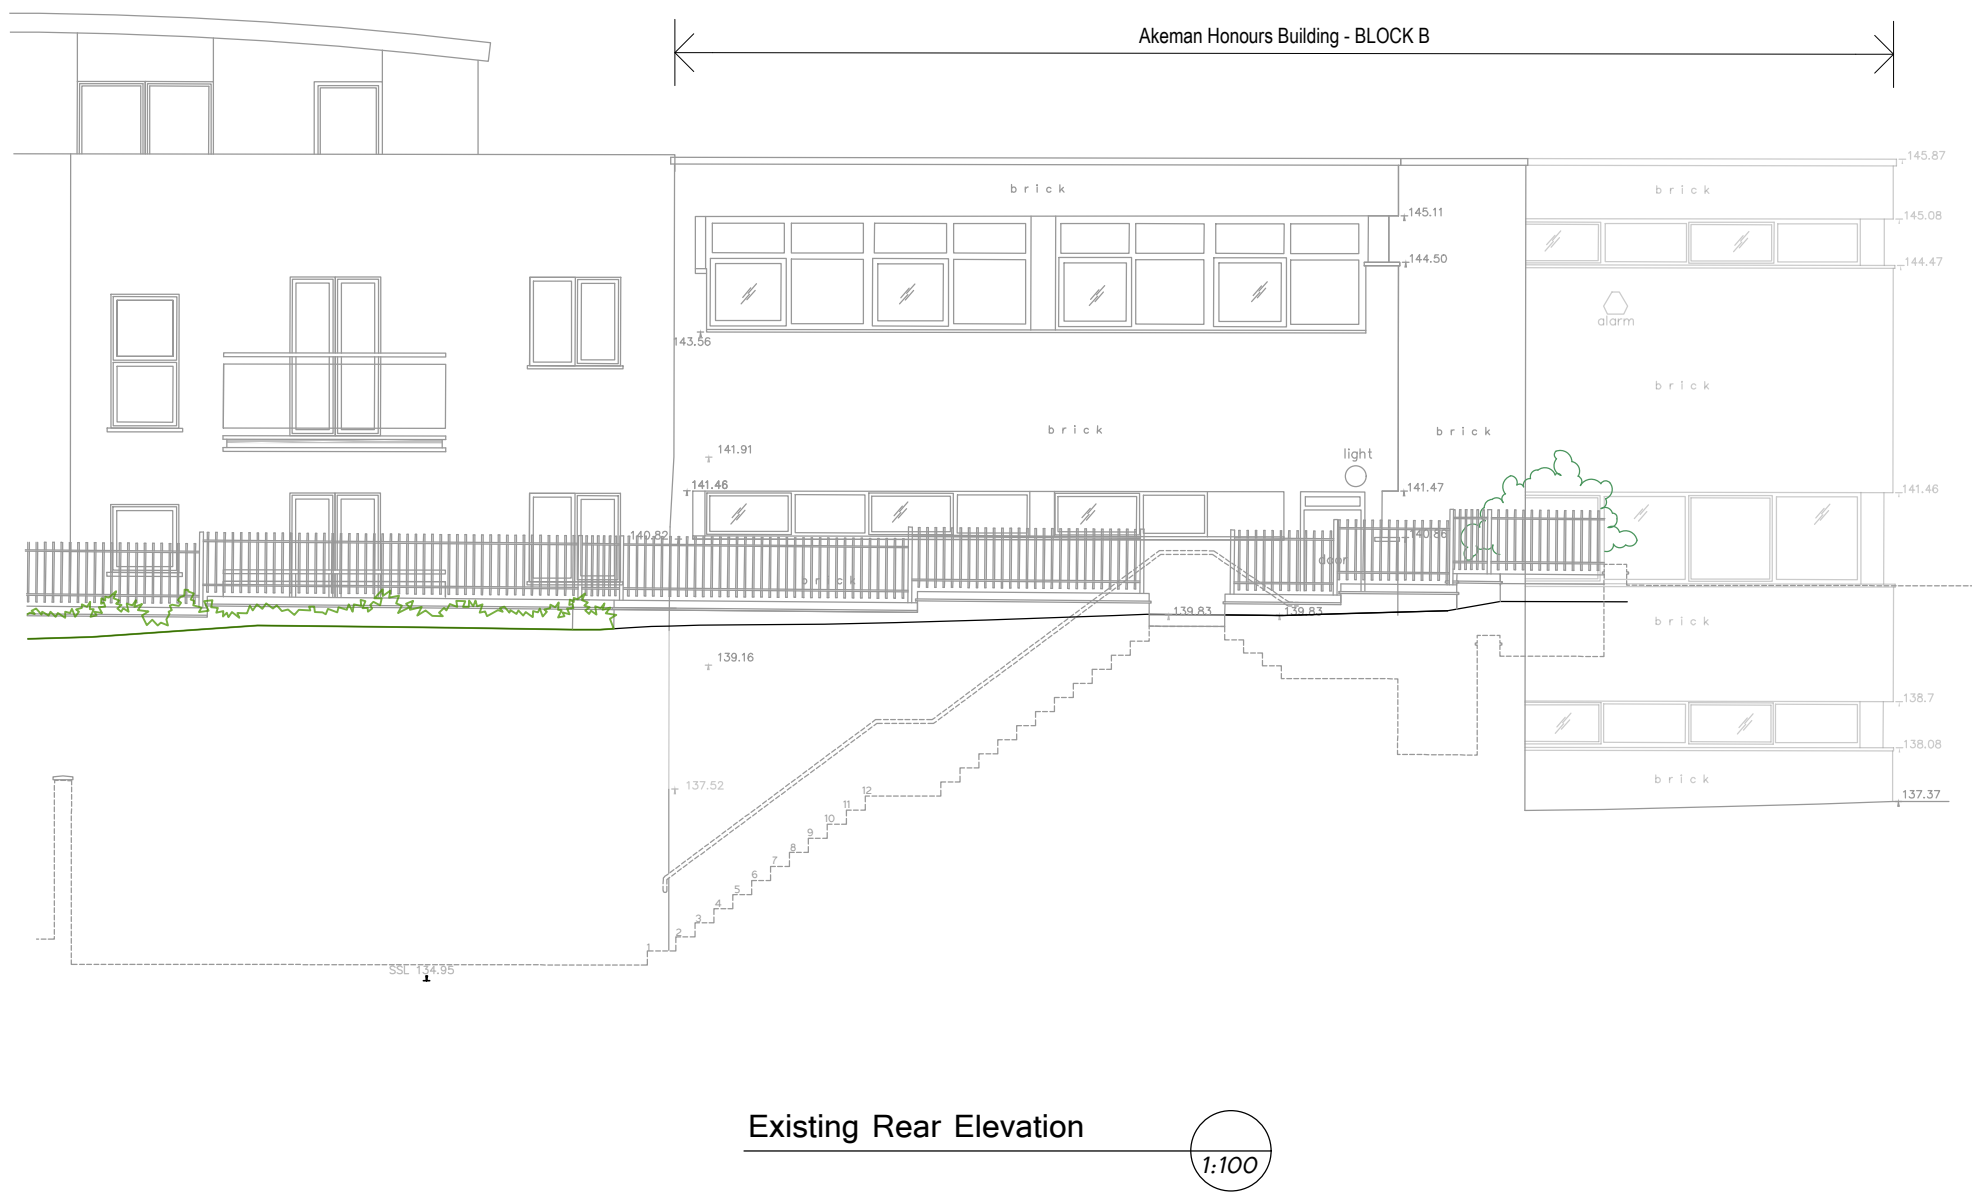 Akeman Honours Building - BLOCK B
145.87
brick
brick
145.11
145.08
144.50
144.47
alarm
143.56
brick
brick
brick
141.91
light
141.46
141.47
141.46
140.82
140.86
door
brick
139.83
139.83
brick
139.16
138.7
138.08
brick
137.52
137.37
12
11
10
9
8
7
6
5
4
3
2
1
SSL 134.95
Existing Rear Elevation
1:100